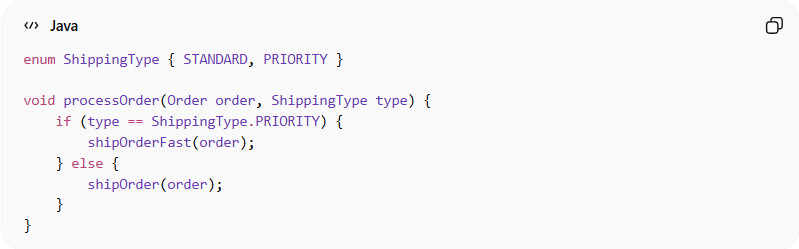 </> Java
enum ShippingType { STANDARD, PRIORITY }
void processOrder(Order order, ShippingType type) {
    if (type == ShippingType.PRIORITY) {
        shipOrderFast(order);
    } else {
        shipOrder(order);
    }
}